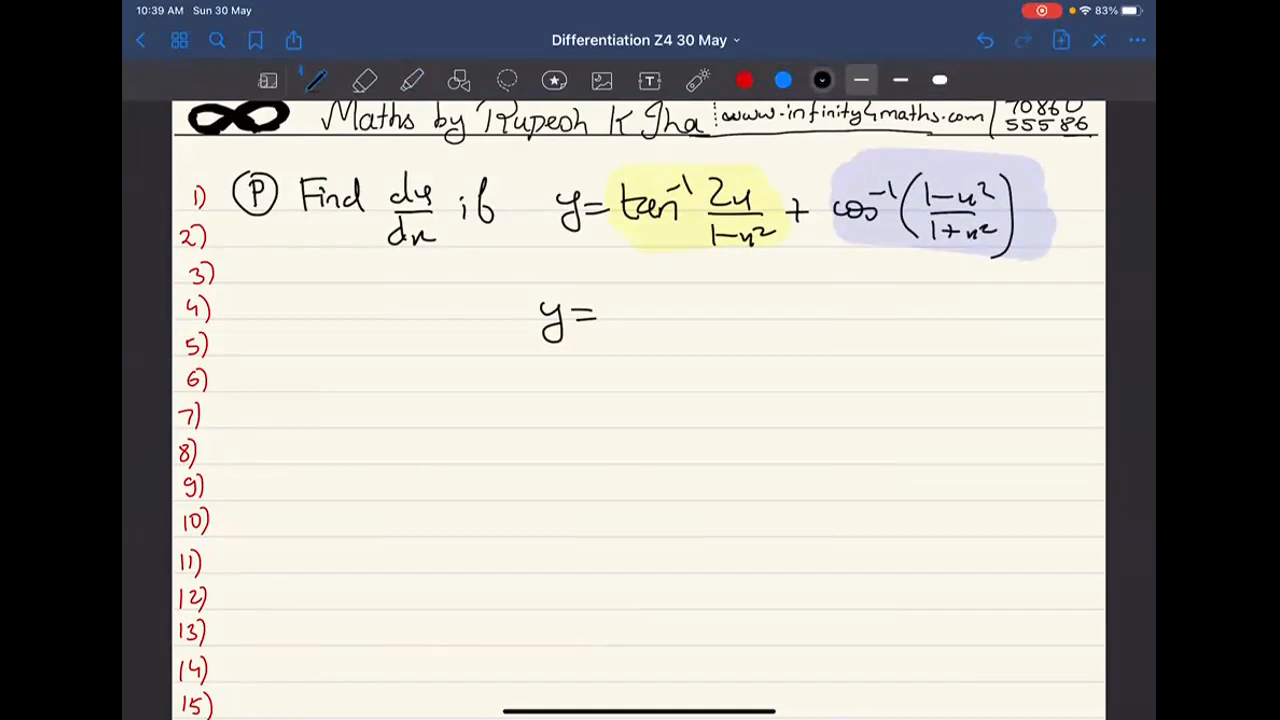 10:39 AM Sun 30 May 83%
Differentiation Z4 30 May
Maths by Rupesh K Jha www.infinity4maths.com 70860 55586
1) (P) Find dy/dx if y = tan⁻¹ 2x/1-x² + cos⁻¹ (1-x²/1+x²)
2)
3)
4) y =
5)
6)
7)
8)
9)
10)
11)
12)
13)
14)
15)